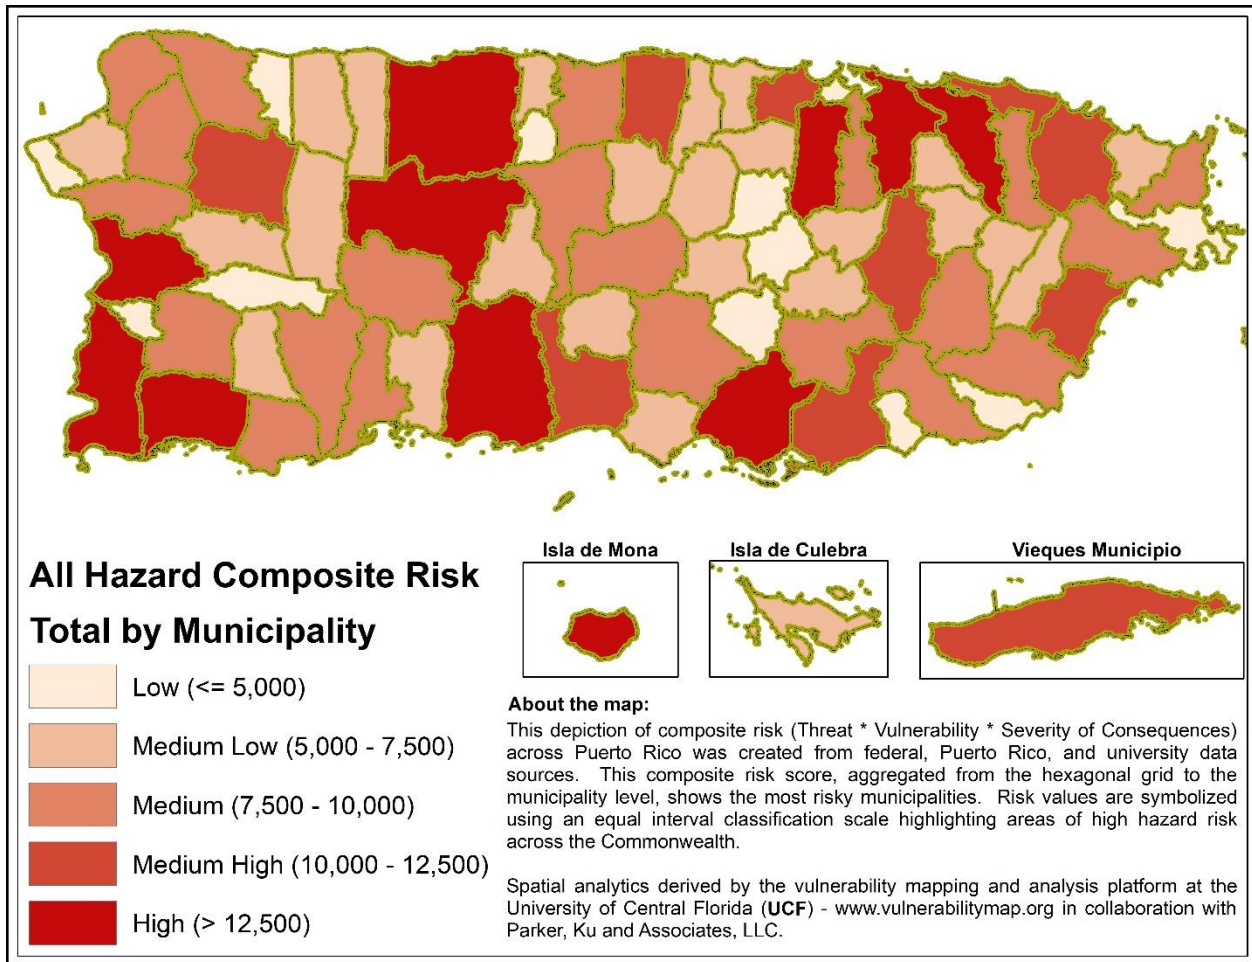 Isla de Mona
Isla de Culebra
Vieques Municipio
All Hazard Composite Risk
Total by Municipality
Low (<= 5,000)
Medium Low (5,000 - 7,500)
Medium (7,500 - 10,000)
Medium High (10,000 - 12,500)
High (> 12,500)
About the map:
This depiction of composite risk (Threat * Vulnerability * Severity of Consequences)
across Puerto Rico was created from federal, Puerto Rico, and university data
sources. This composite risk score, aggregated from the hexagonal grid to the
municipality level, shows the most risky municipalities. Risk values are symbolized
using an equal interval classification scale highlighting areas of high hazard risk
across the Commonwealth.
Spatial analytics derived by the vulnerability mapping and analysis platform at the
University of Central Florida (UCF) - www.vulnerabilitymap.org in collaboration with
Parker, Ku and Associates, LLC.